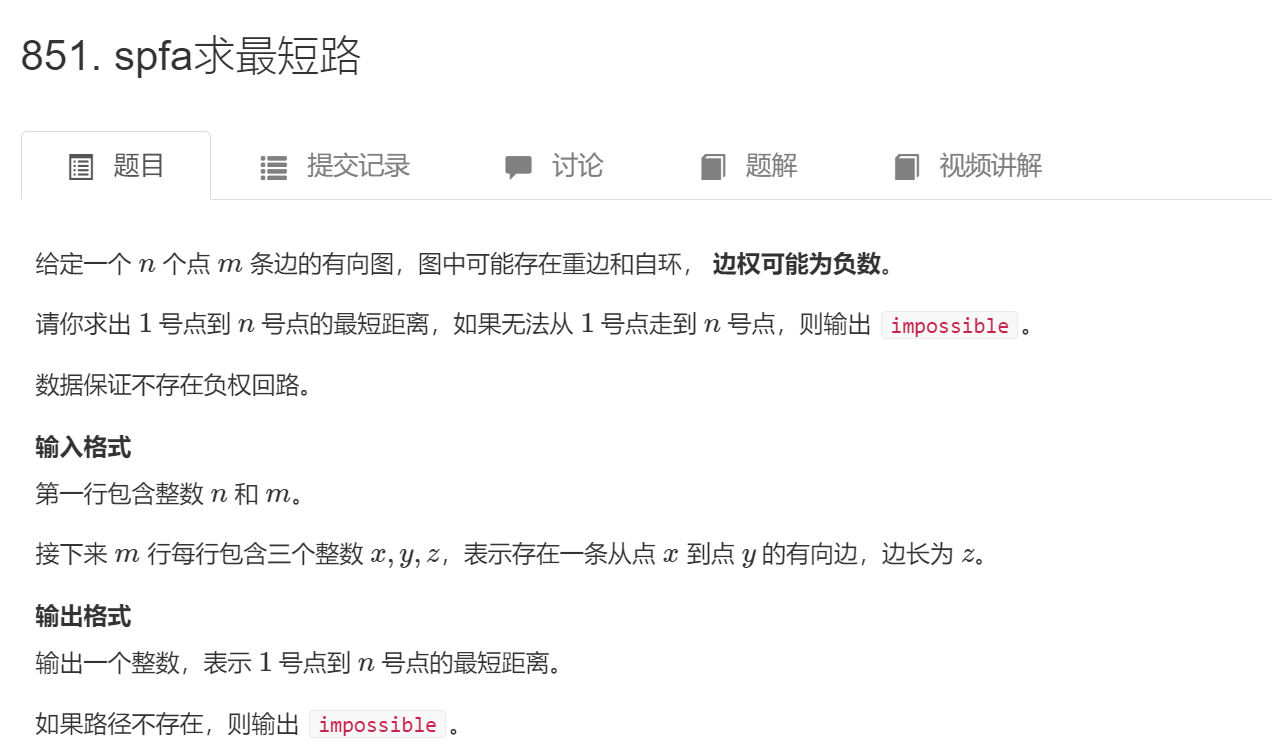 851. spfa求最短路
题目 提交记录 讨论 题解 视频讲解
给定一个 n 个点 m 条边的有向图，图中可能存在重边和自环， 边权可能为负数。
请你求出 1 号点到 n 号点的最短距离，如果无法从 1 号点走到 n 号点，则输出 impossible 。
数据保证不存在负权回路。
输入格式
第一行包含整数 n 和 m。
接下来 m 行每行包含三个整数 x, y, z，表示存在一条从点 x 到点 y 的有向边，边长为 z。
输出格式
输出一个整数，表示 1 号点到 n 号点的最短距离。
如果路径不存在，则输出 impossible 。